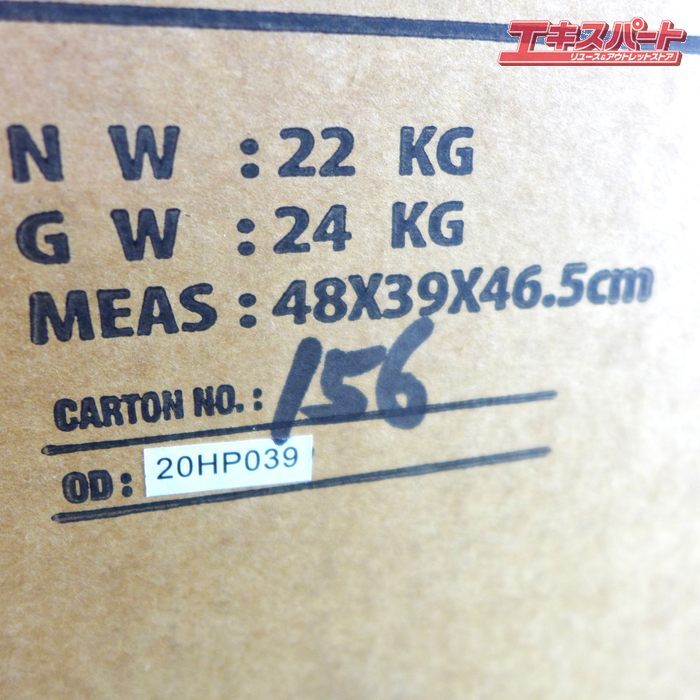 エキスパート
リユース&アウトレットストア
N W : 22 KG
G W : 24 KG
MEAS : 48X39X46.5cm
CARTON NO. : 156
OD : 20HP039